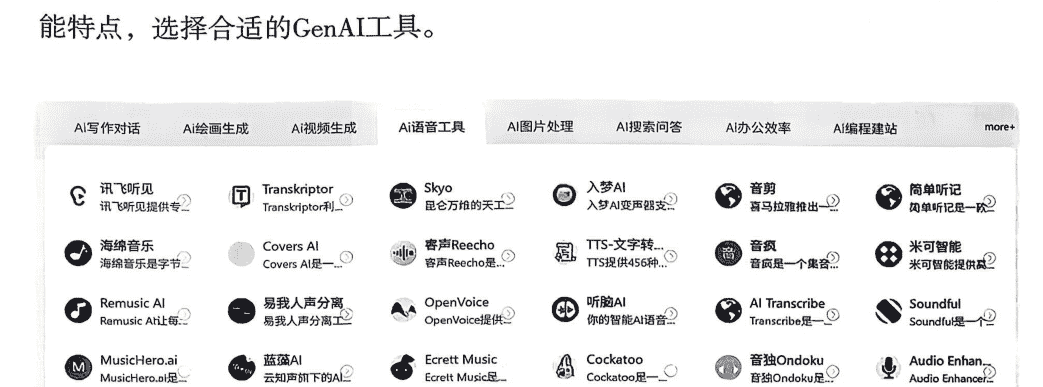 能特点，选择合适的GenAI工具。
AI写作对话 AI绘画生成 AI视频生成 AI语音工具 AI图片处理 AI搜索问答 AI办公效率 AI编程建站 more+
讯飞听见 Transkriptor Skyo 入梦AI 音剪 简单听记
讯飞听见提供专... Transkriptor利... 昆仑万维的天工... 入梦AI变声器支... 喜马拉雅推出一... 简单听记是一款...
海绵音乐 Covers AI 睿声Reecho TTS-文字转... 音疯 米可智能
海绵音乐是字节... Covers AI是一... 睿声Reecho是... TTS提供456种... 音疯是一个集音... 米可智能提供高...
Remusic AI 易我人声分离 OpenVoice 听脑AI AI Transcribe Soundful
Remusic AI让每... 易我人声分离工... OpenVoice提供... 你的智能AI语音... Transcribe是一... Soundful是一个...
MusicHero.ai 蓝藻AI Ecrett Music Cockatoo 音独Ondoku Audio Enhan...
MusicHero.ai是... 云知声旗下的AI... Ecrett Music是... Cockatoo是一... 音独Ondoku是... Audio Enhancer